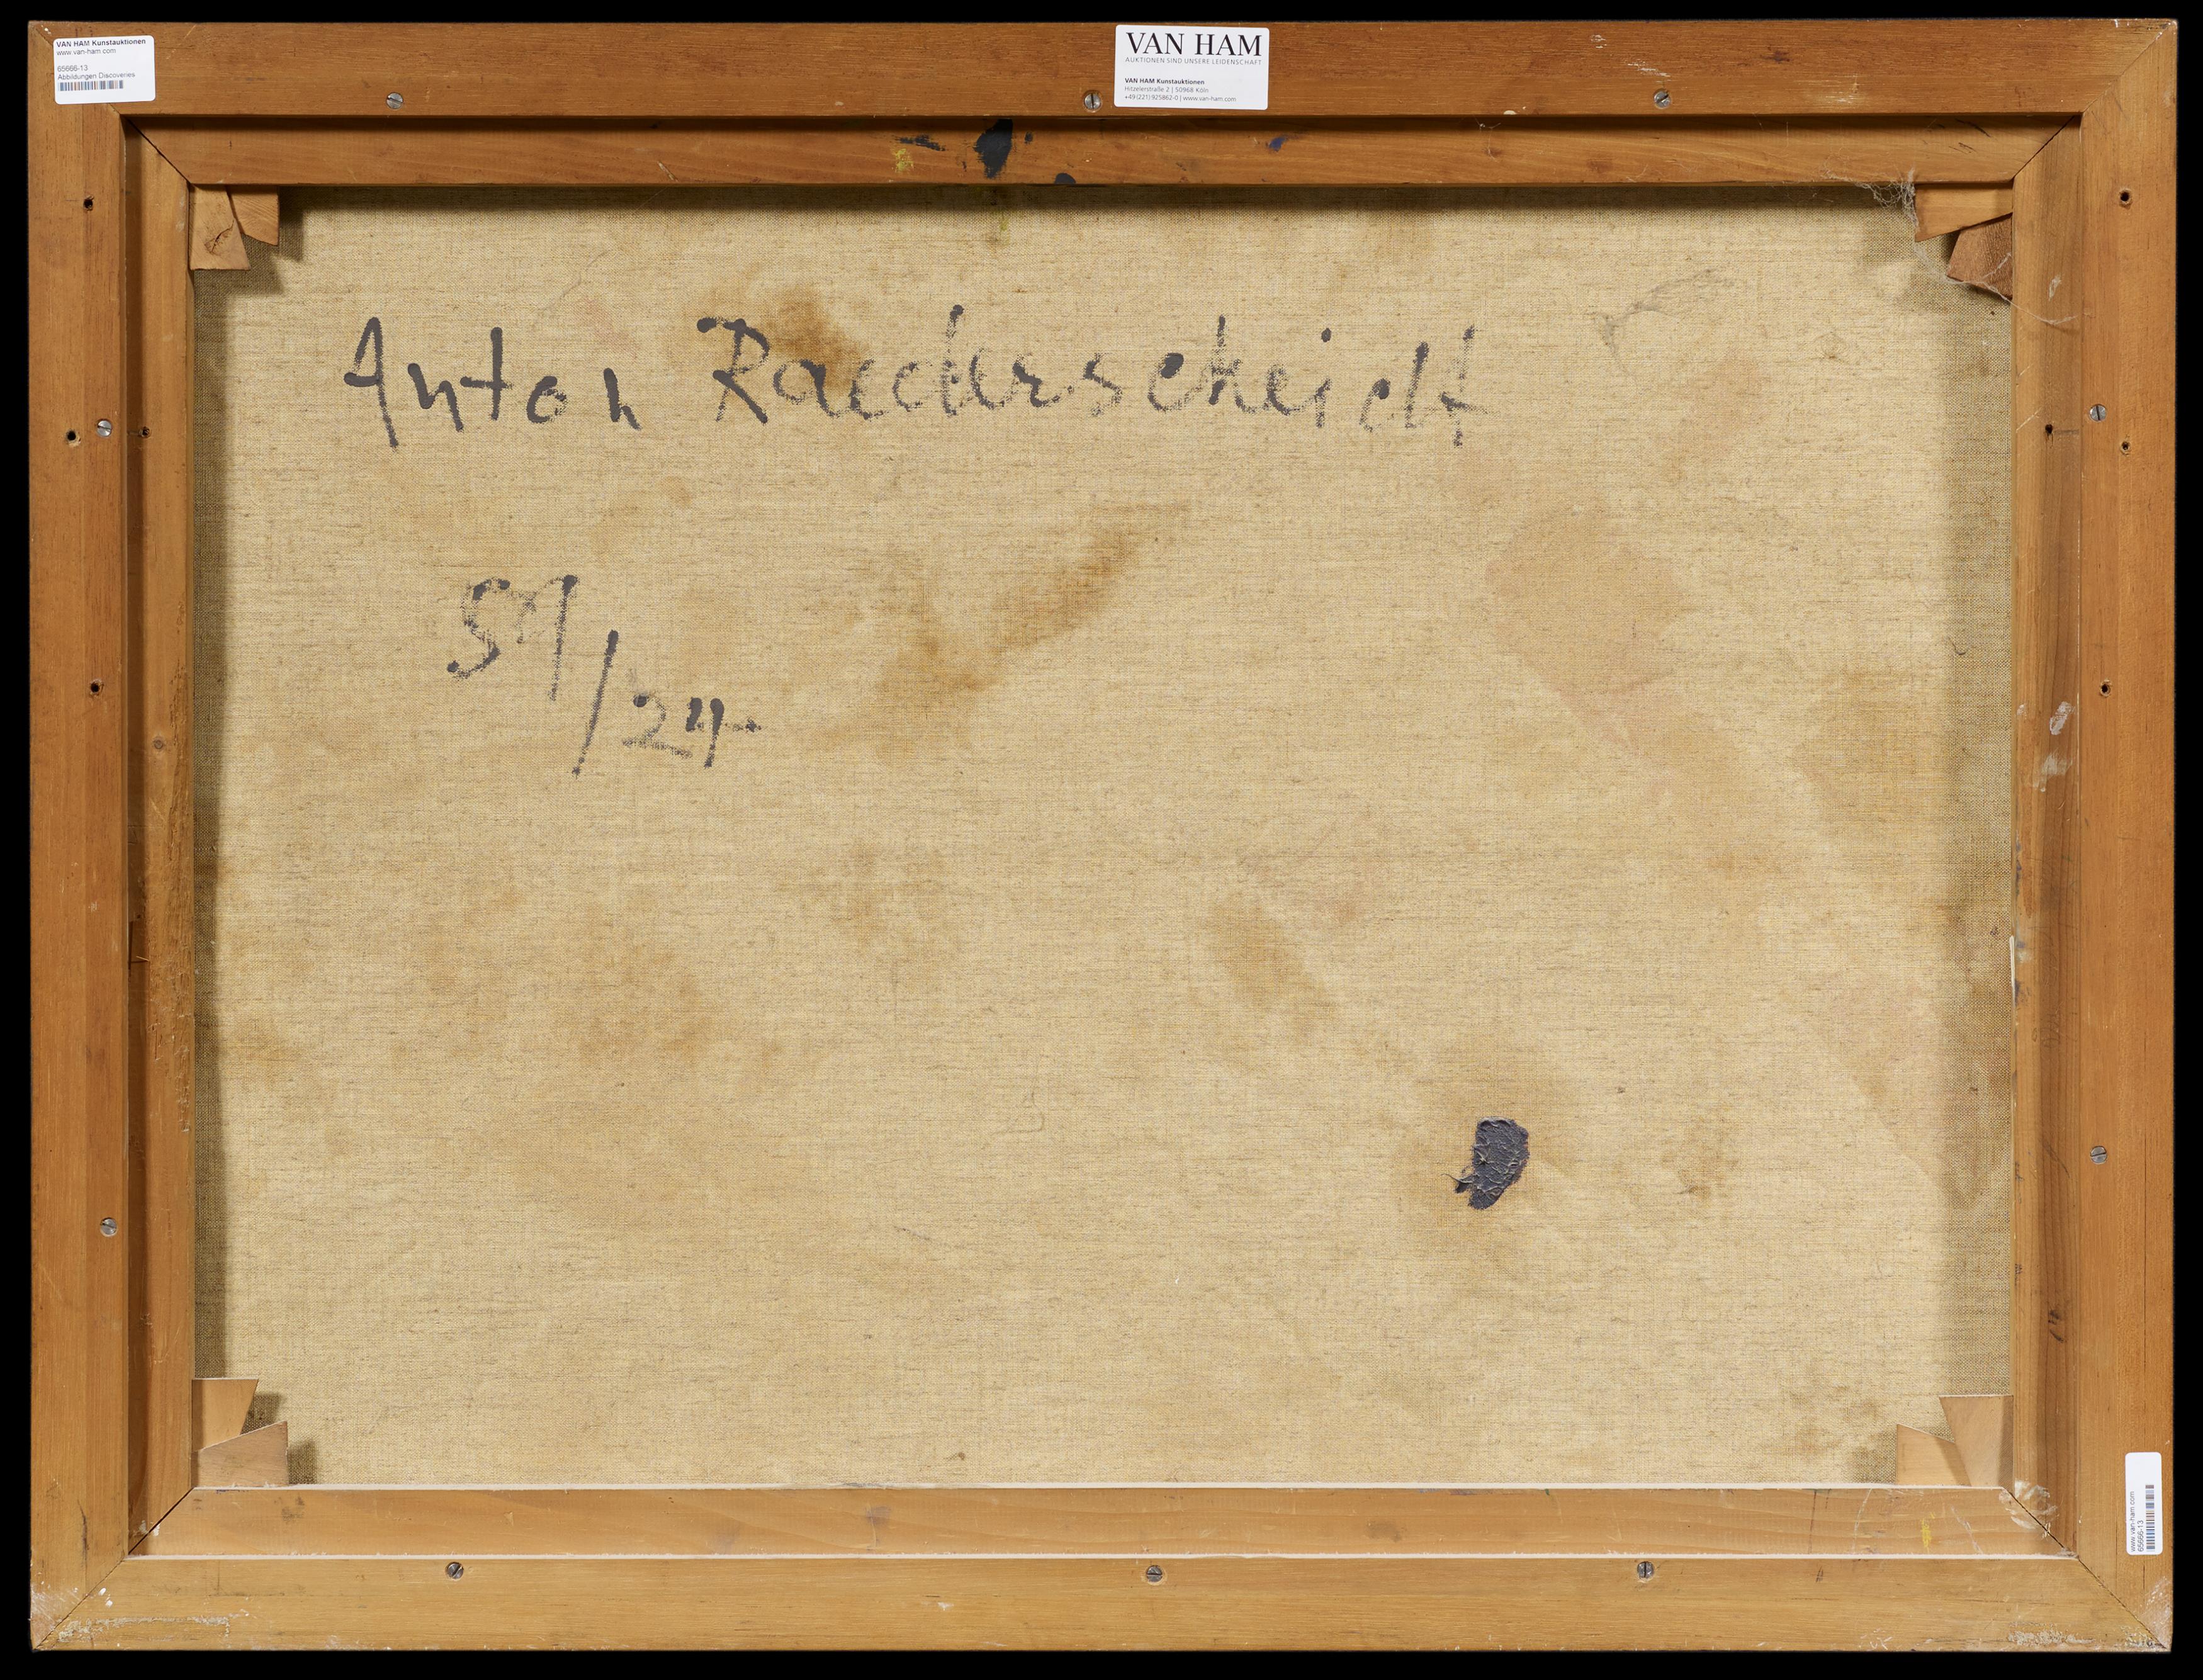 VAN HAM Kunstauktionen
www.van-ham.com
65666-13
Abbildungen Discoveries
VAN HAM
AUKTIONEN SIND UNSERE LEIDENSCHAFT
VAN HAM Kunstauktionen
Hitzelerstraße 2 | 50968 Köln
+49 (221) 925862-0 | www.van-ham.com
Anton Raederscheidt
57/24
www.van-ham.com
65666-13